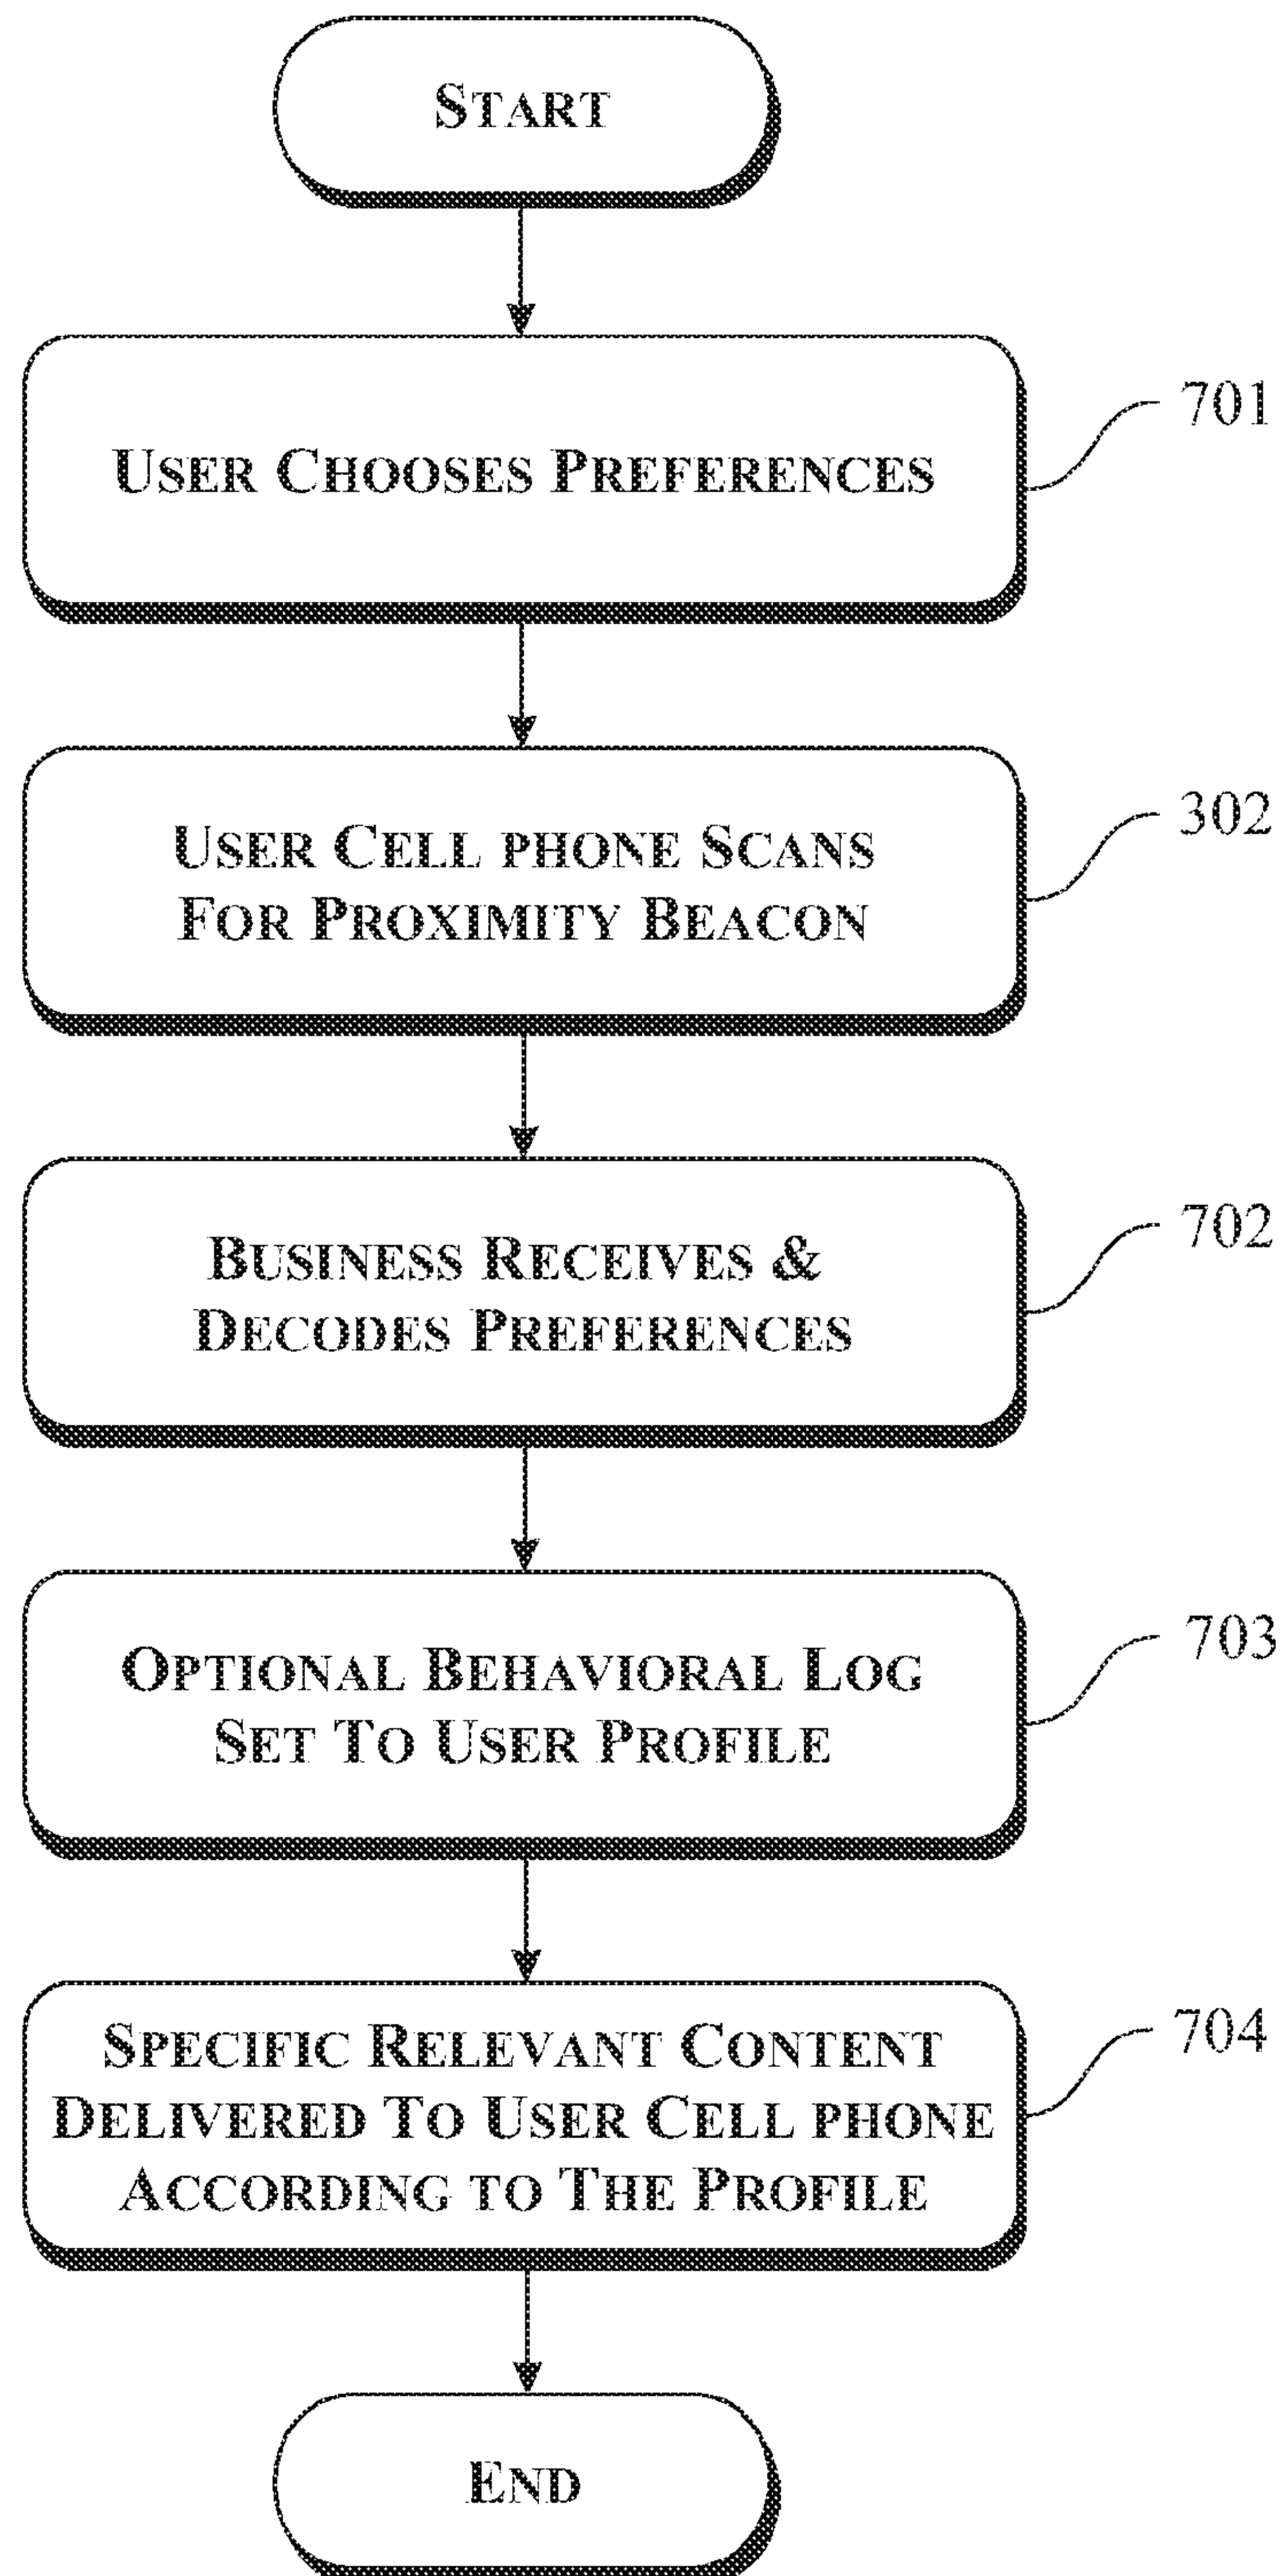 START
USER CHOOSES PREFERENCES
701
USER CELL PHONE SCANS
FOR PROXIMITY BEACON
302
BUSINESS RECEIVES &
DECODES PREFERENCES
702
OPTIONAL BEHAVIORAL LOG
SET TO USER PROFILE
703
SPECIFIC RELEVANT CONTENT
DELIVERED TO USER CELL PHONE
ACCORDING TO THE PROFILE
704
END